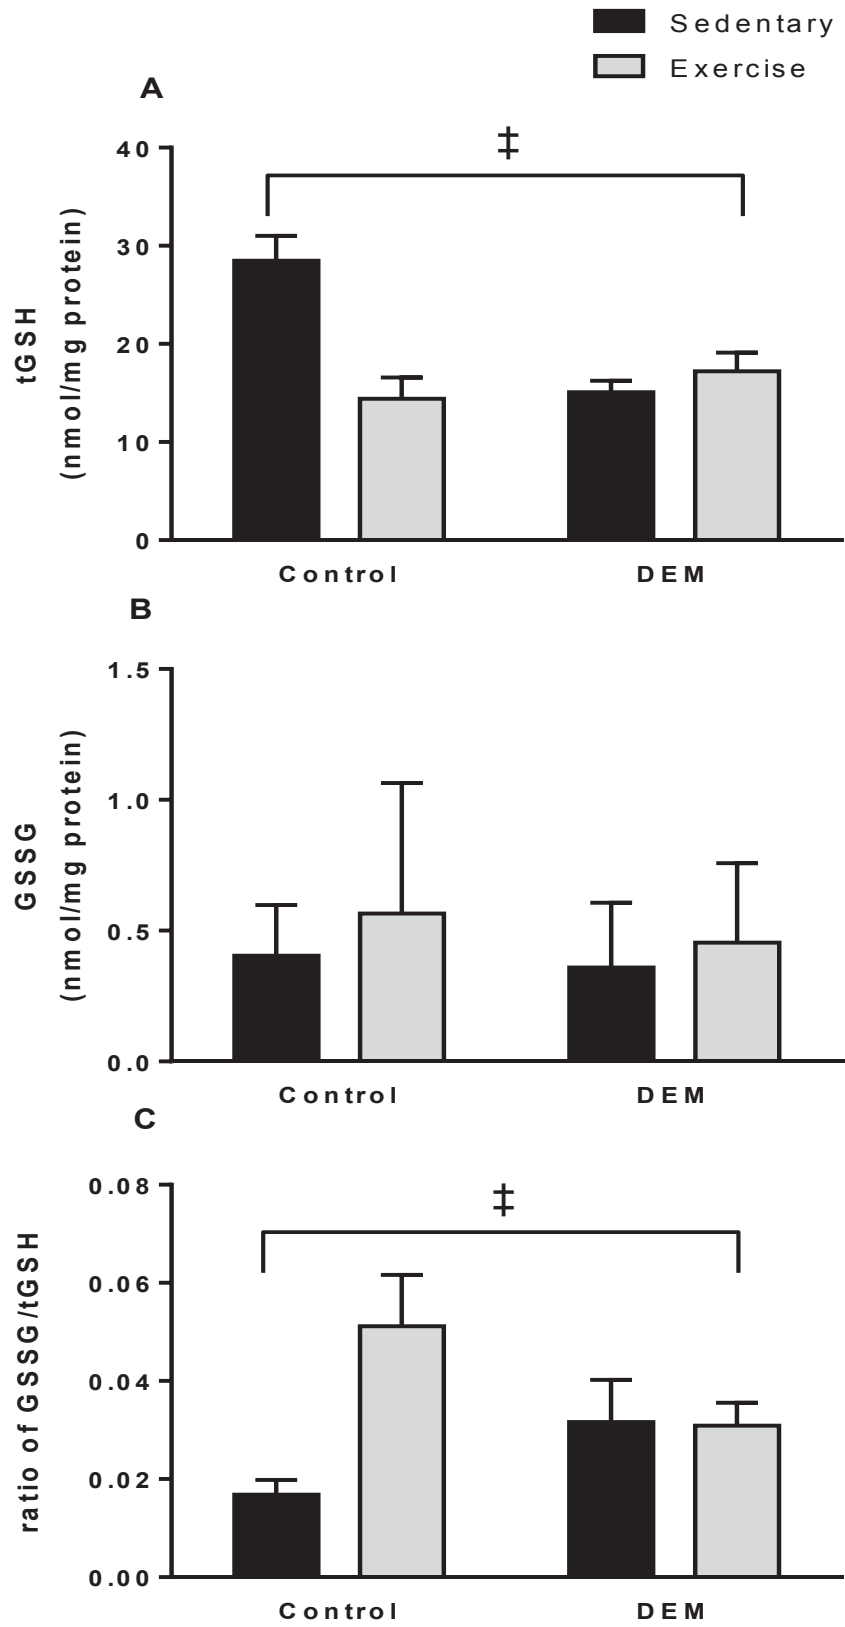 Sedentary
Exercise
A
‡
40
30
20
10
0
tGSH
(nmol/mg protein)
Control DEM
B
1.5
1.0
0.5
0.0
GSSG
(nmol/mg protein)
Control DEM
C
‡
0.08
0.06
0.04
0.02
0.00
ratio of GSSG/tGSH
Control DEM